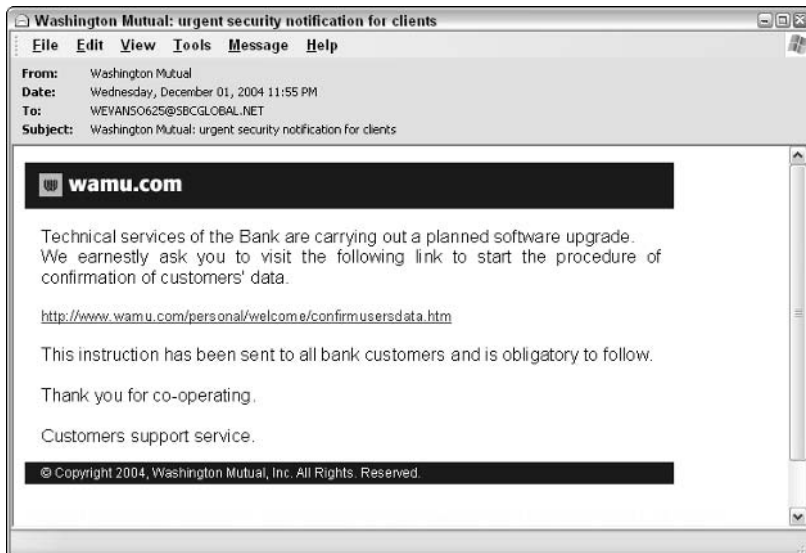 Washington Mutual: urgent security notification for clients
File Edit View Tools Message Help
From: Washington Mutual
Date: Wednesday, December 01, 2004 11:55 PM
To: WEVANSO625@SBCGLOBAL.NET
Subject: Washington Mutual: urgent security notification for clients
wamu.com
Technical services of the Bank are carrying out a planned software upgrade.
We earnestly ask you to visit the following link to start the procedure of
confirmation of customers' data.
http://www.wamu.com/personal/welcome/confirmusersdata.htm
This instruction has been sent to all bank customers and is obligatory to follow.
Thank you for co-operating.
Customers support service.
© Copyright 2004, Washington Mutual, Inc. All Rights. Reserved.